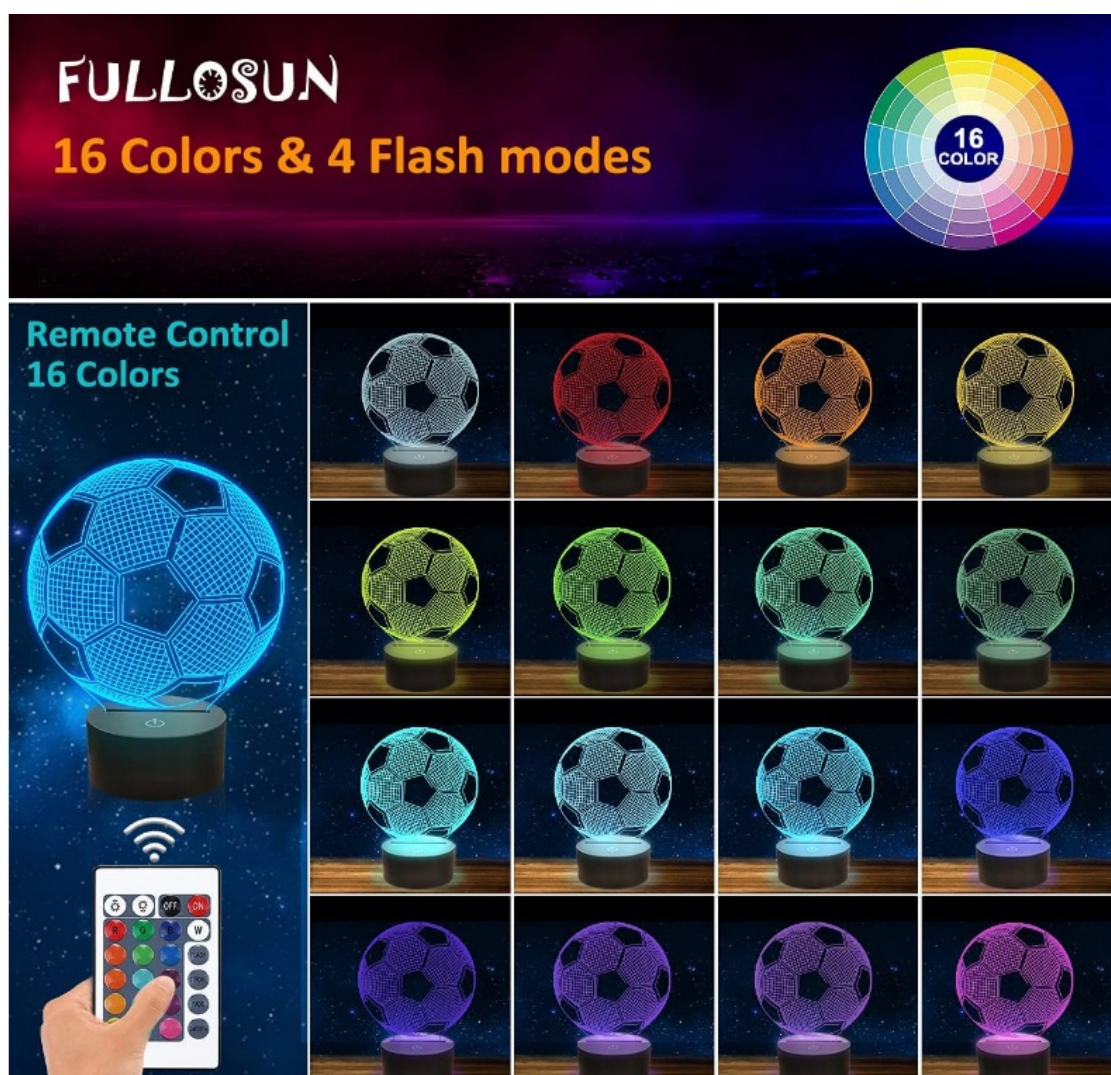 FULLOSUN
16 Colors & 4 Flash modes
16
COLOR
Remote Control
16 Colors
OFF ON
R G B W